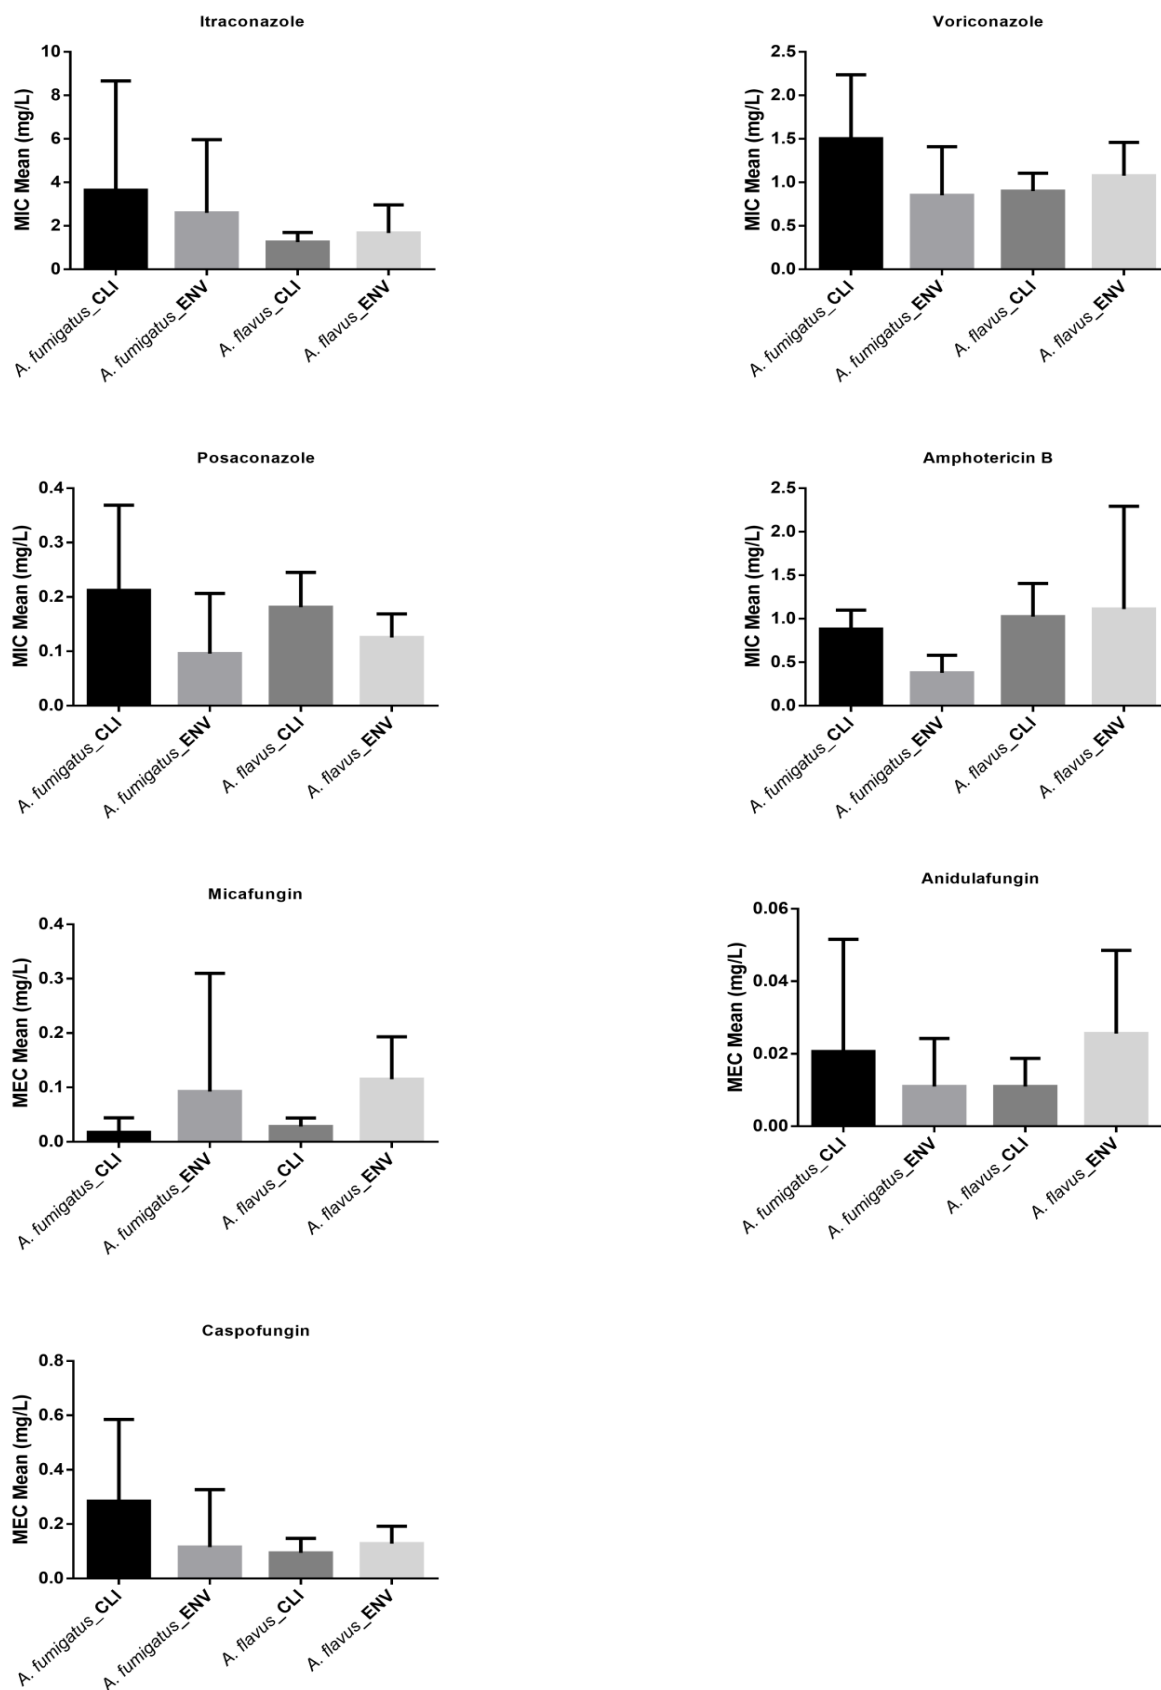 Itraconazole
MIC Mean (mg/L)
10
8
6
4
2
0
A. fumigatus_CLI
A. fumigatus_ENV
A. flavus_CLI
A. flavus_ENV
Voriconazole
MIC Mean (mg/L)
2.5
2.0
1.5
1.0
0.5
0.0
A. fumigatus_CLI
A. fumigatus_ENV
A. flavus_CLI
A. flavus_ENV
Posaconazole
MIC Mean (mg/L)
0.4
0.3
0.2
0.1
0.0
A. fumigatus_CLI
A. fumigatus_ENV
A. flavus_CLI
A. flavus_ENV
Amphotericin B
MIC Mean (mg/L)
2.5
2.0
1.5
1.0
0.5
0.0
A. fumigatus_CLI
A. fumigatus_ENV
A. flavus_CLI
A. flavus_ENV
Micafungin
MEC Mean (mg/L)
0.4
0.3
0.2
0.1
0.0
A. fumigatus_CLI
A. fumigatus_ENV
A. flavus_CLI
A. flavus_ENV
Anidulafungin
MEC Mean (mg/L)
0.06
0.04
0.02
0.00
A. fumigatus_CLI
A. fumigatus_ENV
A. flavus_CLI
A. flavus_ENV
Caspofungin
MEC Mean (mg/L)
0.8
0.6
0.4
0.2
0.0
A. fumigatus_CLI
A. fumigatus_ENV
A. flavus_CLI
A. flavus_ENV